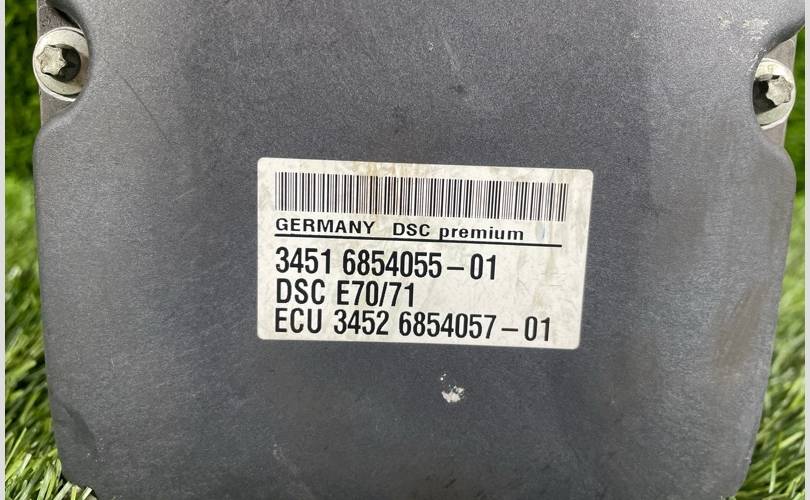 GERMANY DSC premium
3451 6854055-01
DSC E70/71
ECU 3452 6854057-01